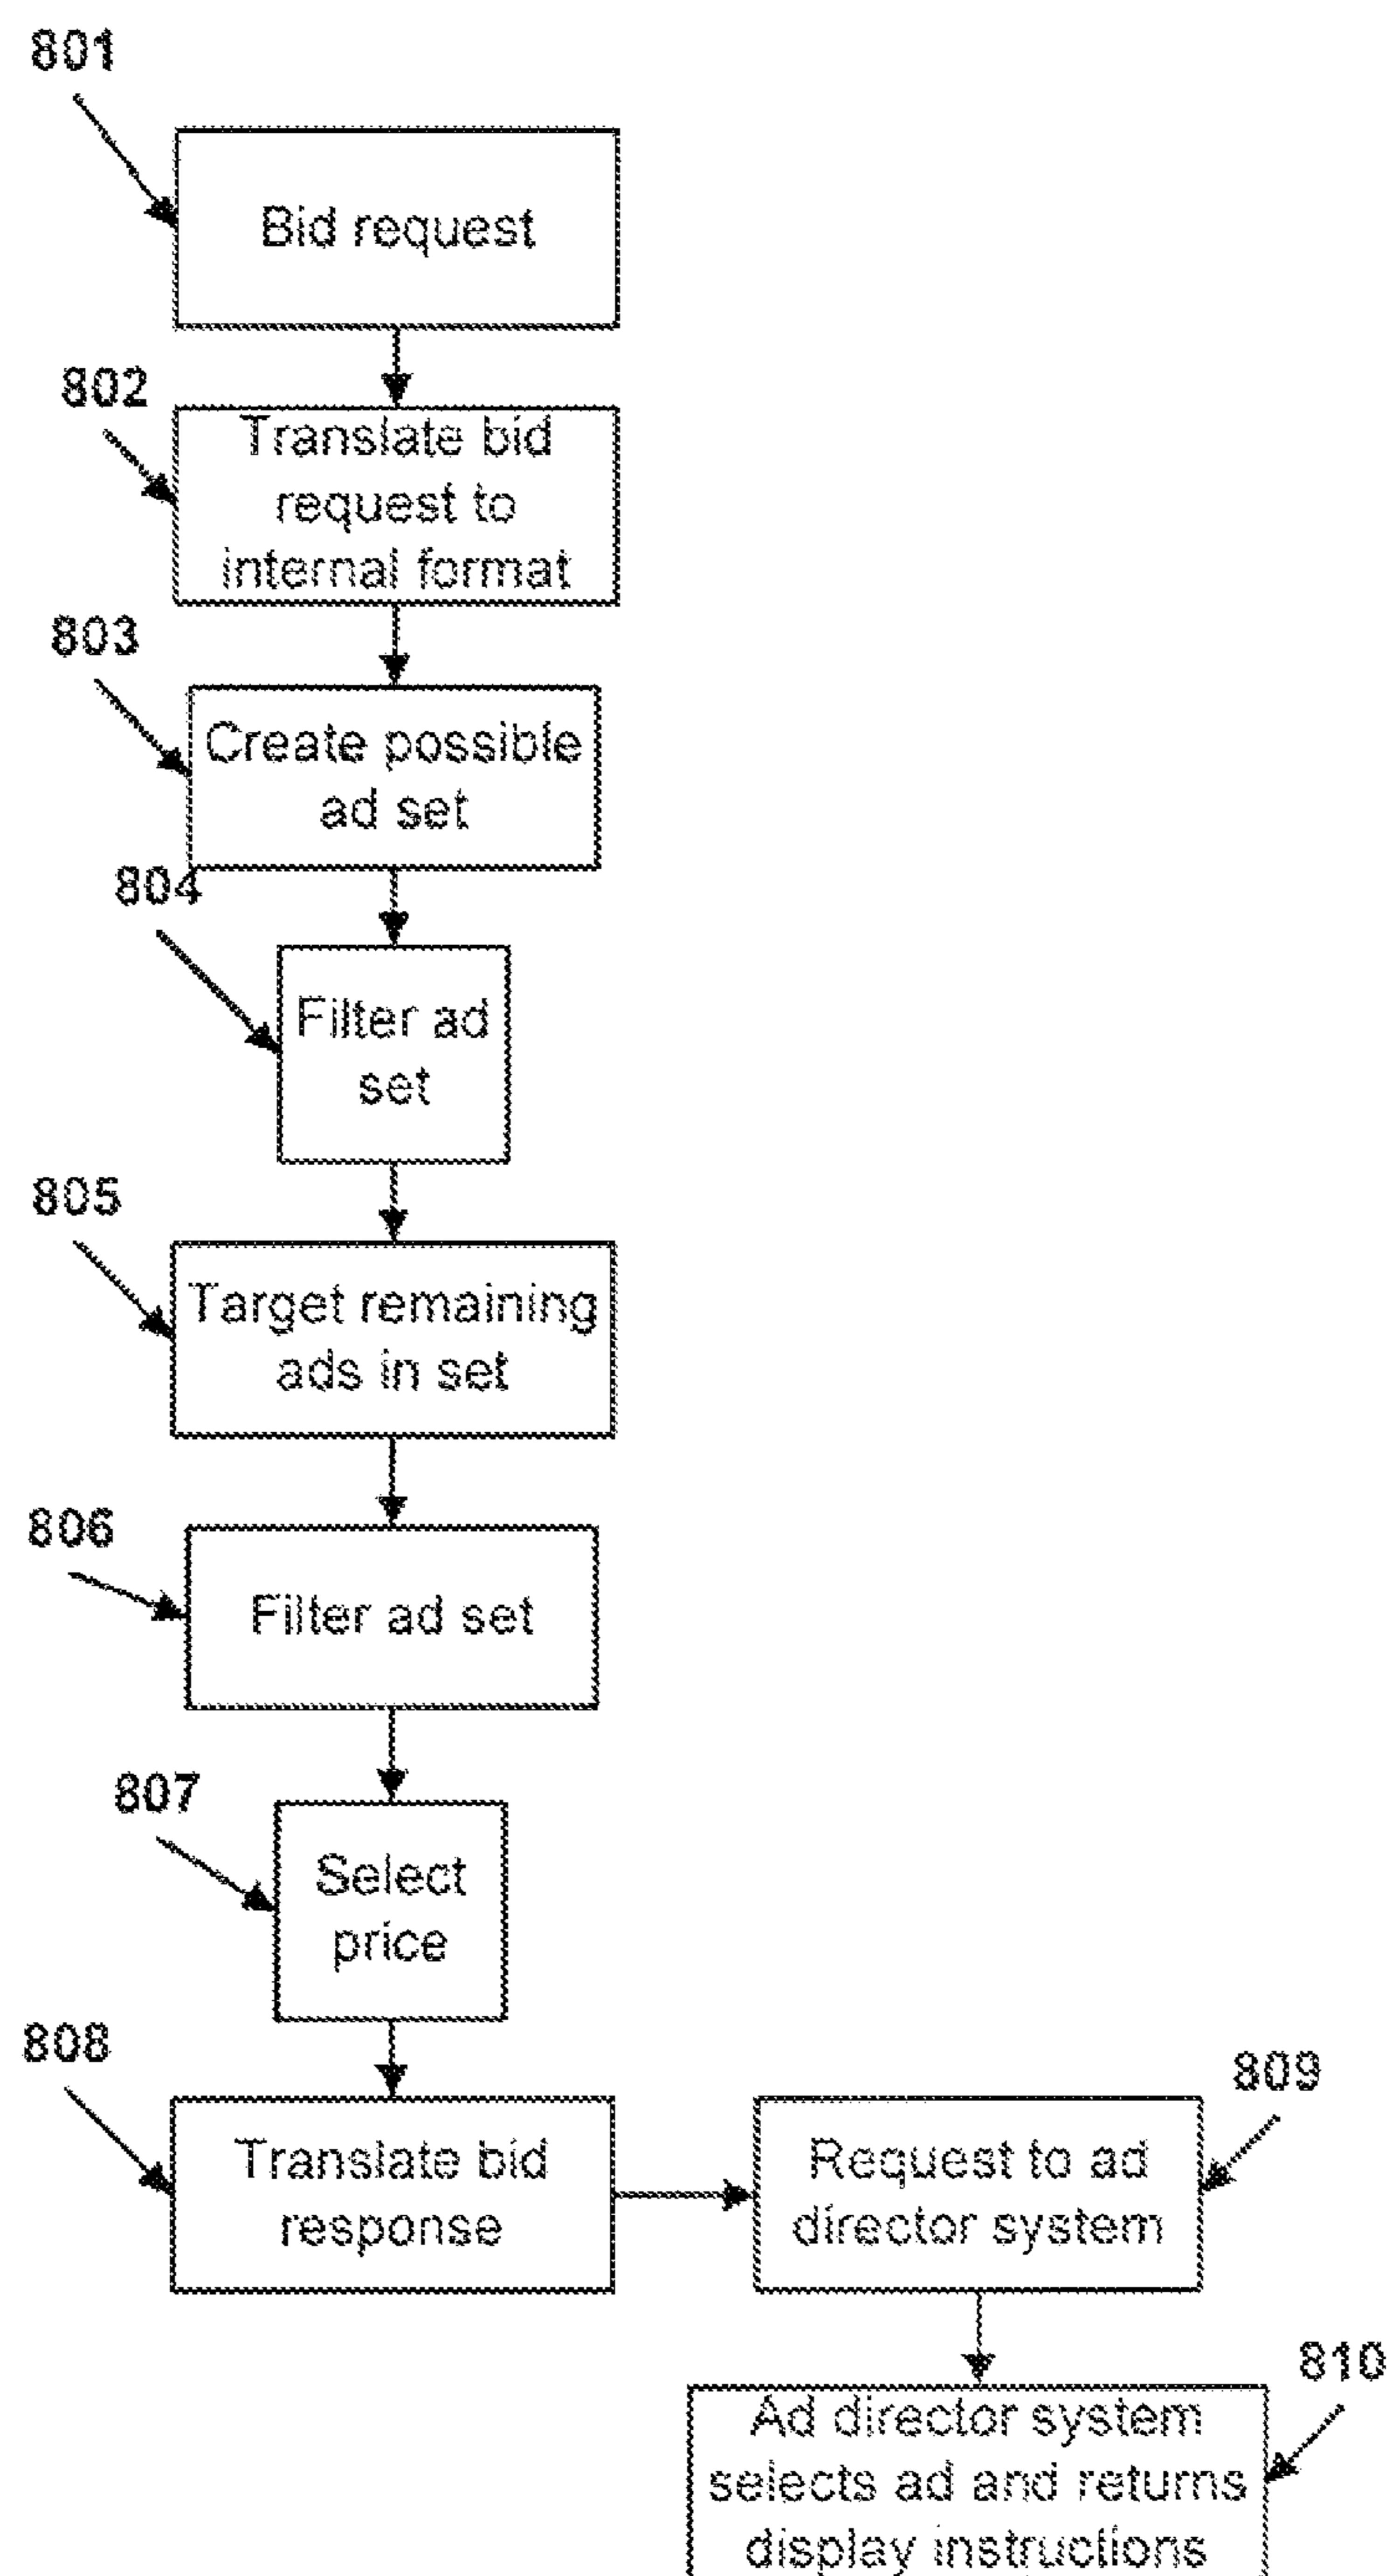 801
Bid request
802
Translate bid
request to
internal format
803
Create possible
ad set
804
Filter ad
set
805
Target remaining
ads in set
806
Filter ad set
807
Select
price
808
Translate bid
response
809
Request to ad
director system
810
Ad director system
selects ad and returns
display instructions